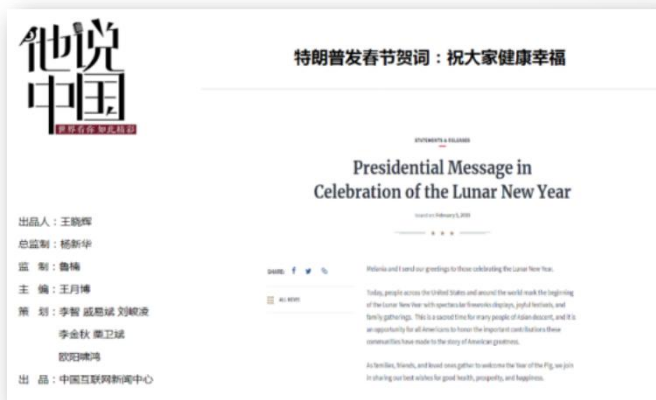 他说
中国
世界看你 如此精彩
特朗普发春节贺词：祝大家健康幸福
STATEMENTS & RELEASES
Presidential Message in
Celebration of the Lunar New Year
Issued on: February 5, 2019
出品人：王晓辉
总监制：杨新华
监　制：鲁楠
主　编：王月博
策　划：李智 戚易斌 刘峻凌
李金秋 栗卫斌
欧阳啸鸿
出　品：中国互联网新闻中心
SHARE:
ALL NEWS
Melania and I send our greetings to those celebrating the Lunar New Year.
Today, people across the United States and around the world mark the beginning
of the Lunar New Year with spectacular fireworks displays, joyful festivals, and
family gatherings. This is a sacred time for many people of Asian descent, and it is
an opportunity for all Americans to honor the important contributions these
communities have made to the story of American greatness.
As families, friends, and loved ones gather to welcome the Year of the Pig, we join
in sharing our best wishes for good health, prosperity, and happiness.